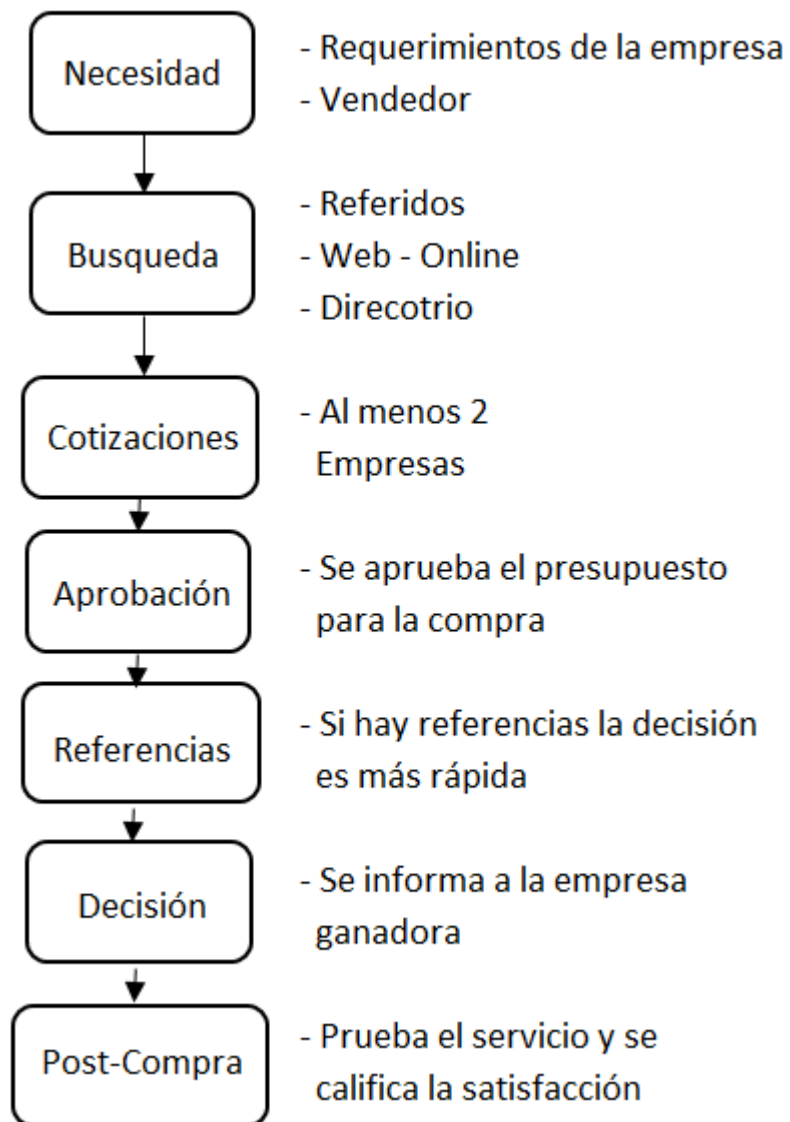 Necesidad
- Requerimientos de la empresa
- Vendedor
Busqueda
- Referidos
- Web - Online
- Direcotrio
Cotizaciones
- Al menos 2
Empresas
Aprobación
- Se aprueba el presupuesto
para la compra
Referencias
- Si hay referencias la decisión
es más rápida
Decisión
- Se informa a la empresa
ganadora
Post-Compra
- Prueba el servicio y se
califica la satisfacción